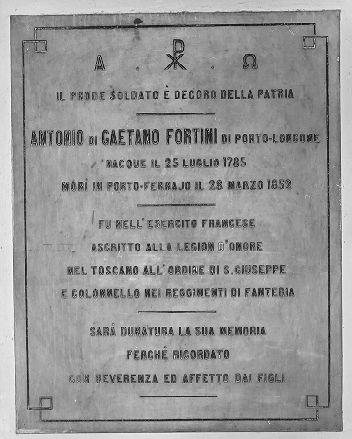 Α ☧ Ω
IL PRODE SOLDATO È DECORO DELLA PATRIA
ANTONIO DI GAETANO FORTINI DI PORTO-LONGONE
NACQUE IL 25 LUGLIO 1785
MORÌ IN PORTO-FERRAJO IL 28 MARZO 1852
FU NELL'ESERCITO FRANCESE
ASCRITTO ALLA LEGION D'ONORE
NEL TOSCANO ALL'ORDINE DI S. GIUSEPPE
E COLONNELLO NEI REGGIMENTI DI FANTERIA
SARÀ DURATURA LA SUA MEMORIA
PERCHÈ RICORDATO
CON REVERENZA ED AFFETTO DAI FIGLI